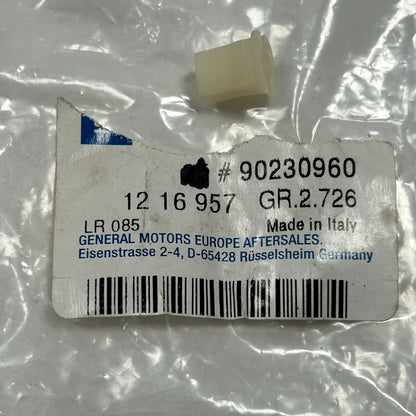 # 90230960
12 16 957 GR.2.726
LR 085 Made in Italy
GENERAL MOTORS EUROPE AFTERSALES.
Eisenstrasse 2-4, D-65428 Rüsselsheim Germany